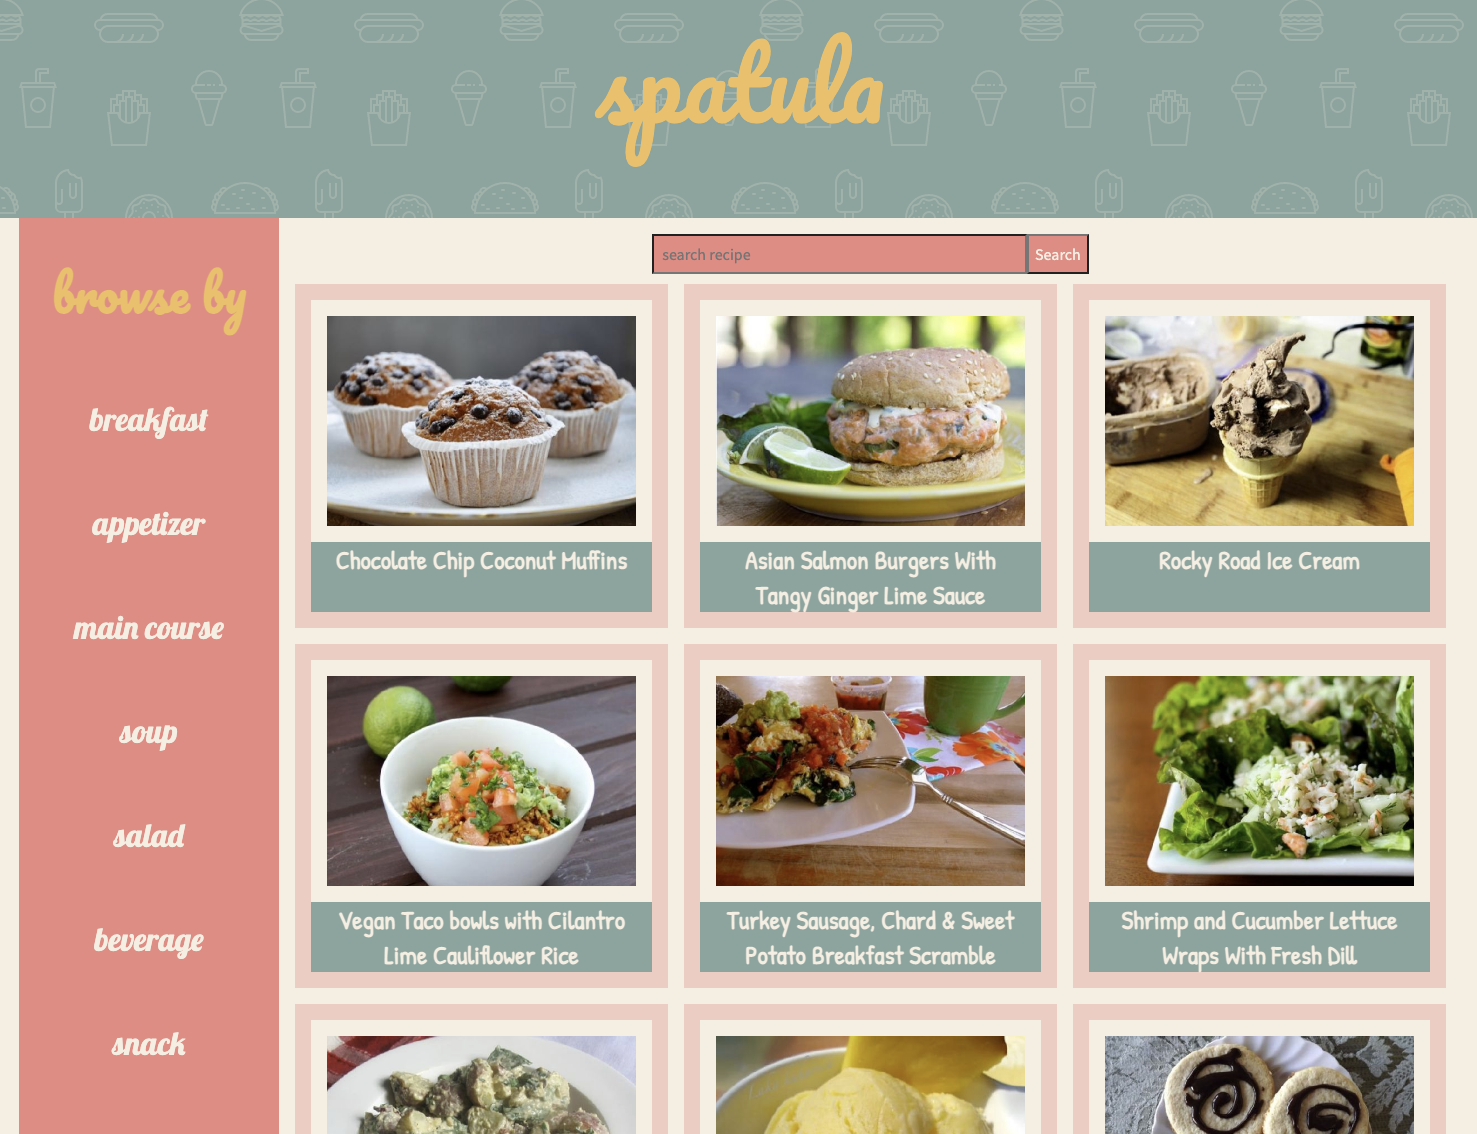 spatula
browse by
breakfast
appetizer
main course
soup
salad
beverage
snack
search recipe
Search
Chocolate Chip Coconut Muffins
Asian Salmon Burgers With
Tangy Ginger Lime Sauce
Rocky Road Ice Cream
Vegan Taco bowls with Cilantro
Lime Cauliflower Rice
Turkey Sausage, Chard & Sweet
Potato Breakfast Scramble
Shrimp and Cucumber Lettuce
Wraps With Fresh Dill